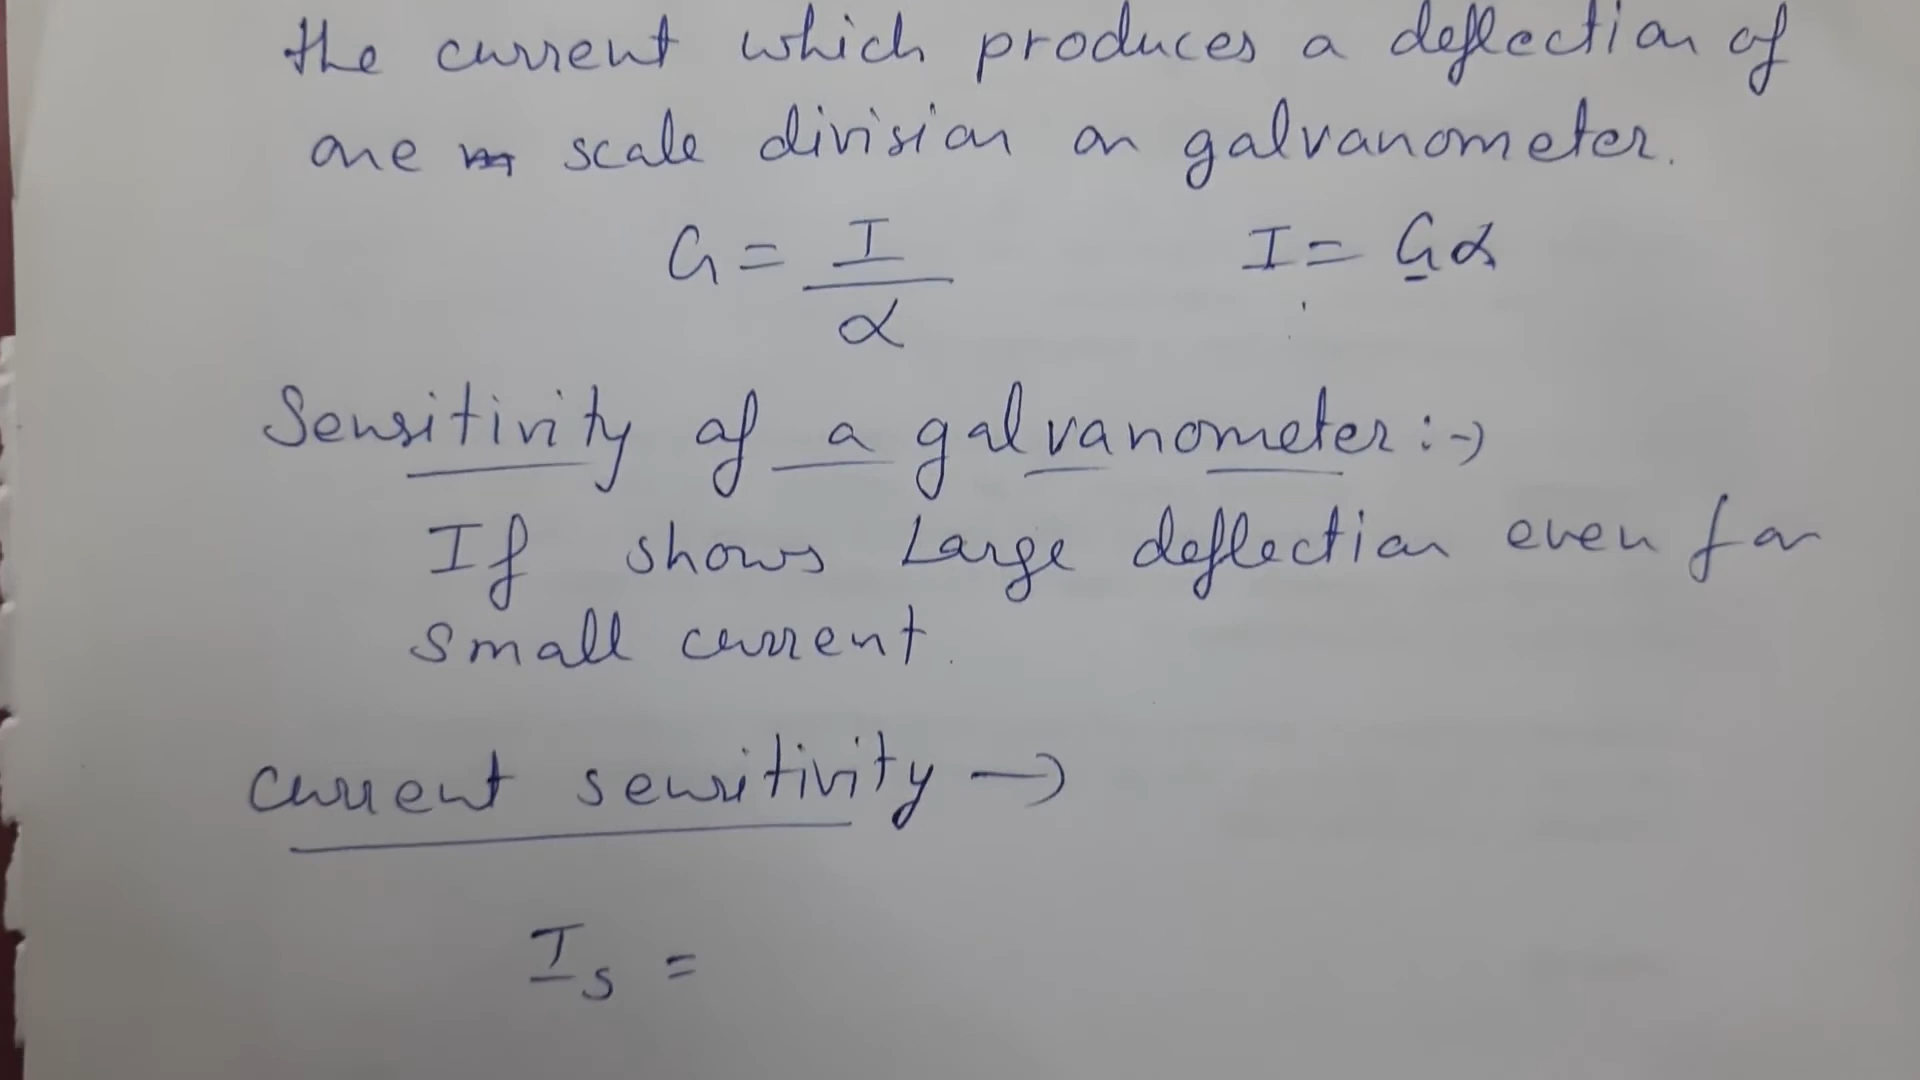 the current which produces a deflection of
one scale division on galvanometer.
G = I / α I = Gα
Sensitivity of a galvanometer :→
If shows Large deflection even for
small current.
current sensitivity →
Is =